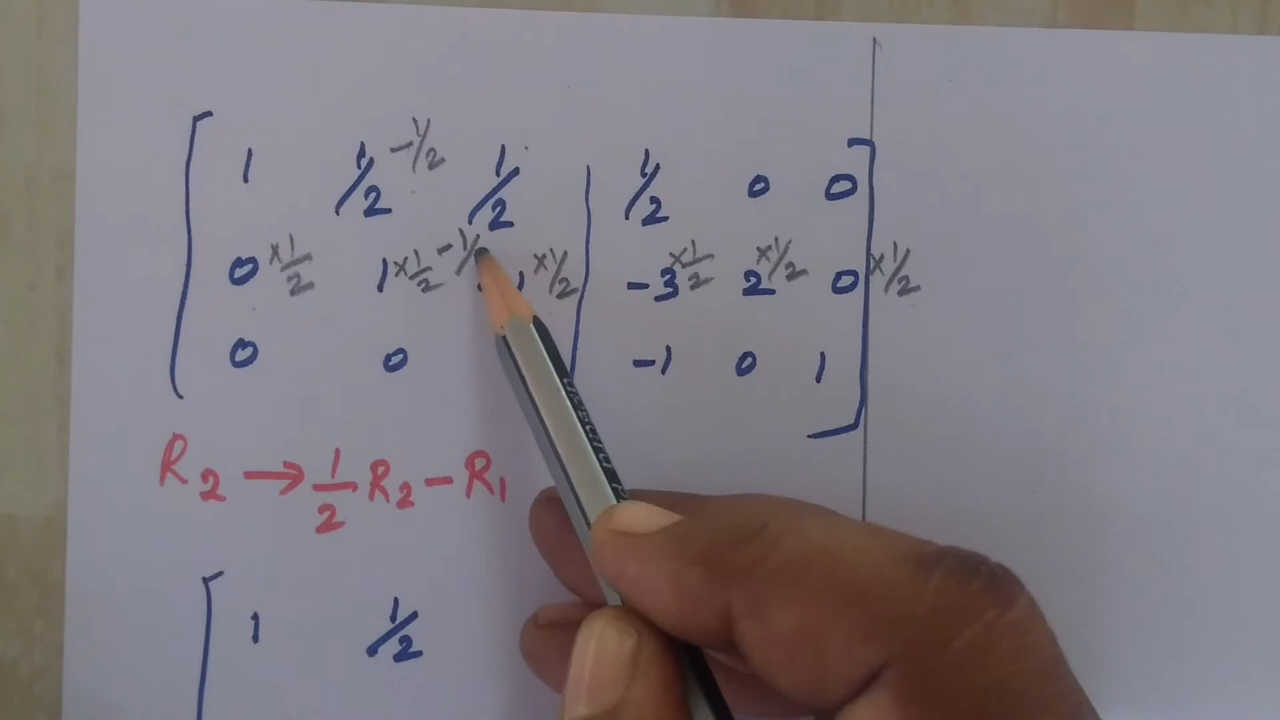 1 1/2 -1/2 1/2 1/2 0 0
0 ×1/2 1 ×1/2 - 1 ×1/2 -3 ×1/2 2 ×1/2 0 ×1/2
0 0 -1 0 1
R2 → 1/2 R2 - R1
1 1/2